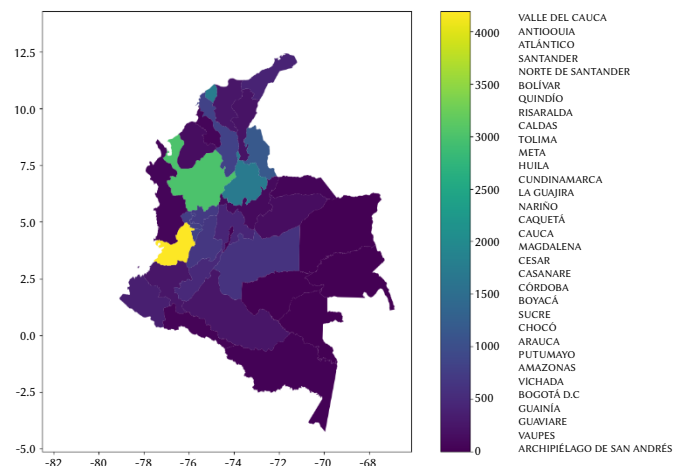 12.5
10.0
7.5
5.0
2.5
0.0
-2.5
-5.0
-82 -80 -78 -76 -74 -72 -70 -68
4000
3500
3000
2500
2000
1500
1000
500
0
VALLE DEL CAUCA
ANTIOQUIA
ATLÁNTICO
SANTANDER
NORTE DE SANTANDER
BOLÍVAR
QUINDÍO
RISARALDA
CALDAS
TOLIMA
META
HUILA
CUNDINAMARCA
LA GUAJIRA
NARIÑO
CAQUETÁ
CAUCA
MAGDALENA
CESAR
CASANARE
CÓRDOBA
BOYACÁ
SUCRE
CHOCÓ
ARAUCA
PUTUMAYO
AMAZONAS
VICHADA
BOGOTÁ D.C
GUAINÍA
GUAVIARE
VAUPES
ARCHIPIÉLAGO DE SAN ANDRÉS